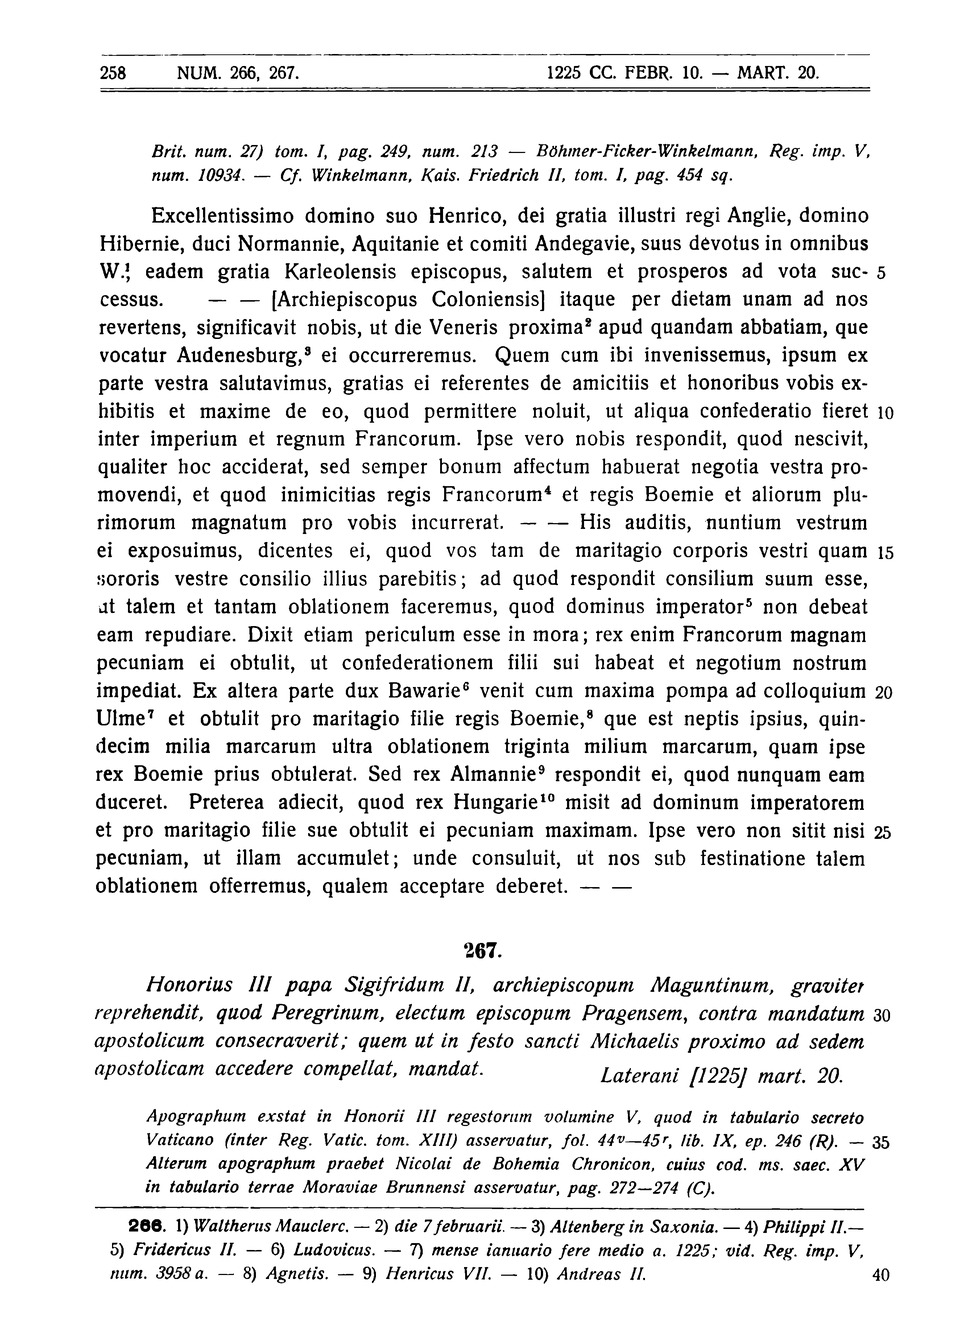 258 NUM. 266, 267. 1225 CC. FEBR. 10. — MART. 20.
Brit. num. 27) tom. I, pag. 249, num. 213 — Böhmer-Ficker-Winkelmann, Reg. imp. V,
num. 10934. — Cf. Winkelmann, Kais. Friedrich II, tom. I, pag. 454 sq.
Excellentissimo domino suo Henrico, dei gratia illustri regi Anglie, domino
Hibernie, duci Normannie, Aquitanie et comiti Andegavie, suus devotus in omnibus
W.,¹ eadem gratia Karleolensis episcopus, salutem et prosperos ad vota suc- 5
cessus. — — [Archiepiscopus Coloniensis] itaque per dietam unam ad nos
revertens, significavit nobis, ut die Veneris proxima² apud quandam abbatiam, que
vocatur Audenesburg,³ ei occurreremus. Quem cum ibi invenissemus, ipsum ex
parte vestra salutavimus, gratias ei referentes de amicitiis et honoribus vobis ex-
hibitis et maxime de eo, quod permittere noluit, ut aliqua confederatio fieret 10
inter imperium et regnum Francorum. Ipse vero nobis respondit, quod nescivit,
qualiter hoc acciderat, sed semper bonum affectum habuerat negotia vestra pro-
movendi, et quod inimicitias regis Francorum⁴ et regis Boemie et aliorum plu-
rimorum magnatum pro vobis incurrerat. — — His auditis, nuntium vestrum
ei exposuimus, dicentes ei, quod vos tam de maritagio corporis vestri quam 15
sororis vestre consilio illius parebitis; ad quod respondit consilium suum esse,
ut talem et tantam oblationem faceremus, quod dominus imperator⁵ non debeat
eam repudiare. Dixit etiam periculum esse in mora; rex enim Francorum magnam
pecuniam ei obtulit, ut confederationem filii sui habeat et negotium nostrum
impediat. Ex altera parte dux Bawarie⁶ venit cum maxima pompa ad colloquium 20
Ulme⁷ et obtulit pro maritagio filie regis Boemie,⁸ que est neptis ipsius, quin-
decim milia marcarum ultra oblationem triginta milium marcarum, quam ipse
rex Boemie prius obtulerat. Sed rex Almannie⁹ respondit ei, quod nunquam eam
duceret. Preterea adiecit, quod rex Hungarie¹⁰ misit ad dominum imperatorem
et pro maritagio filie sue obtulit ei pecuniam maximam. Ipse vero non sitit nisi 25
pecuniam, ut illam accumulet; unde consuluit, ut nos sub festinatione talem
oblationem offerremus, qualem acceptare deberet. — —
267.
Honorius III papa Sigifridum II, archiepiscopum Maguntinum, graviter
reprehendit, quod Peregrinum, electum episcopum Pragensem, contra mandatum 30
apostolicum consecraverit; quem ut in festo sancti Michaelis proximo ad sedem
apostolicam accedere compellat, mandat. Laterani [1225] mart. 20.
Apographum exstat in Honorii III regestorum volumine V, quod in tabulario secreto
Vaticano (inter Reg. Vatic. tom. XIII) asservatur, fol. 44ᵛ—45ʳ, lib. IX, ep. 246 (R). — 35
Alterum apographum praebet Nicolai de Bohemia Chronicon, cuius cod. ms. saec. XV
in tabulario terrae Moraviae Brunnensi asservatur, pag. 272—274 (C).
266. 1) Waltherus Mauclerc. — 2) die 7 februarii. — 3) Altenberg in Saxonia. — 4) Philippi II.—
5) Fridericus II. — 6) Ludovicus. — 7) mense ianuario fere medio a. 1225; vid. Reg. imp. V,
num. 3958 a. — 8) Agnetis. — 9) Henricus VII. — 10) Andreas II. 40